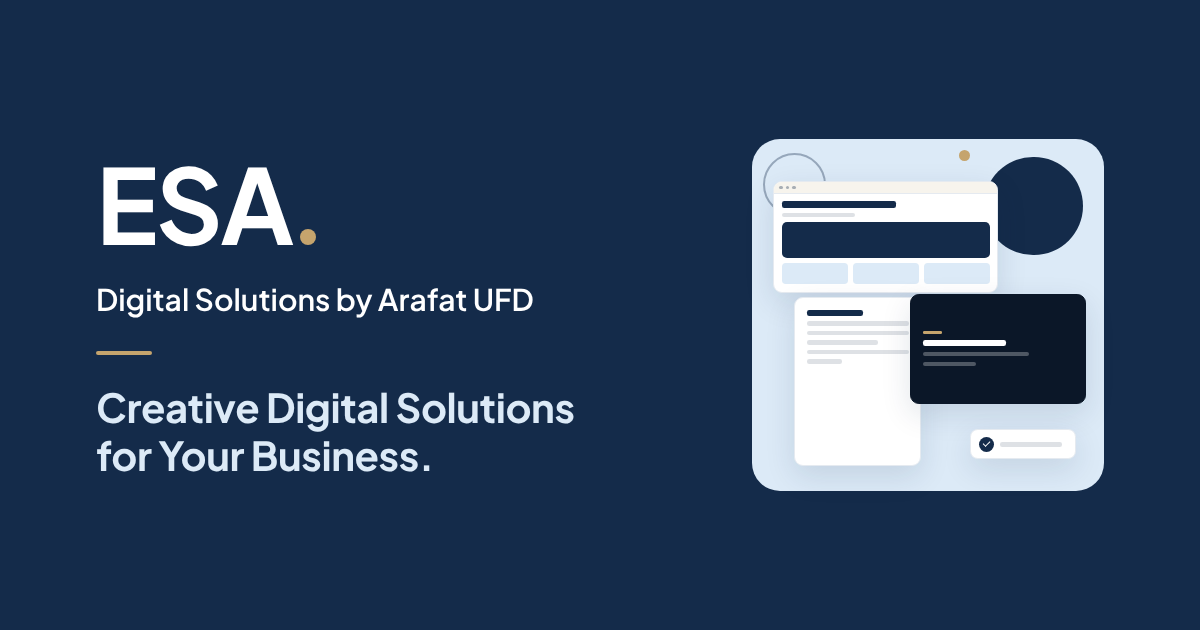 ESA.
Digital Solutions by Arafat UFD
Creative Digital Solutions
for Your Business.